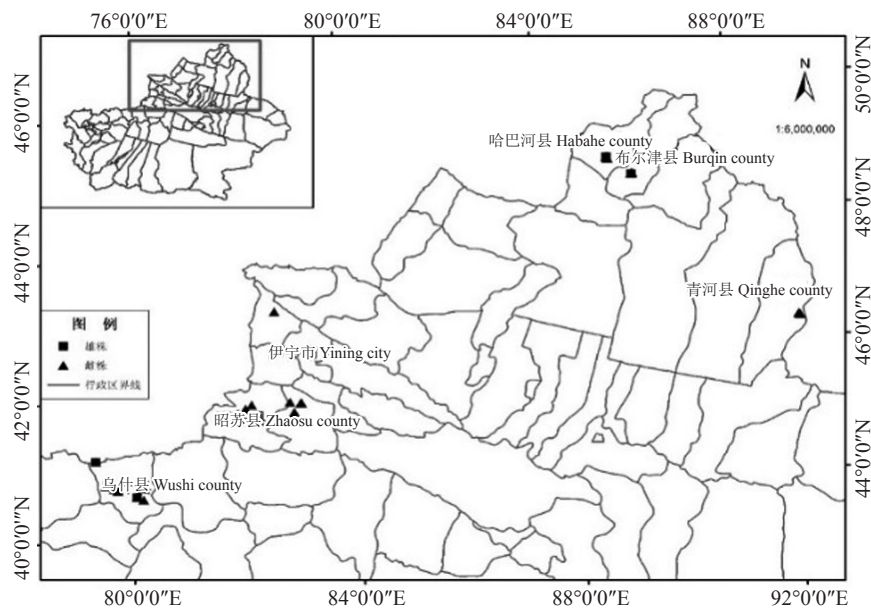 76°0′0″E 80°0′0″E 84°0′0″E 88°0′0″E
N
1:6,000,000
50°0′0″N
46°0′0″N
哈巴河县 Habahe county
布尔津县 Burqin county
48°0′0″N
44°0′0″N
青河县 Qinghe county
图 例
雄株
雌株
行政区界线
伊宁市 Yining city
46°0′0″N
42°0′0″N
昭苏县 Zhaosu county
乌什县 Wushi county
44°0′0″N
40°0′0″N
80°0′0″E 84°0′0″E 88°0′0″E 92°0′0″E